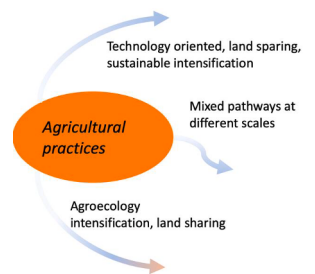 Technology oriented, land sparing,
sustainable intensification
Mixed pathways at
different scales
Agricultural
practices
Agroecology
intensification, land sharing